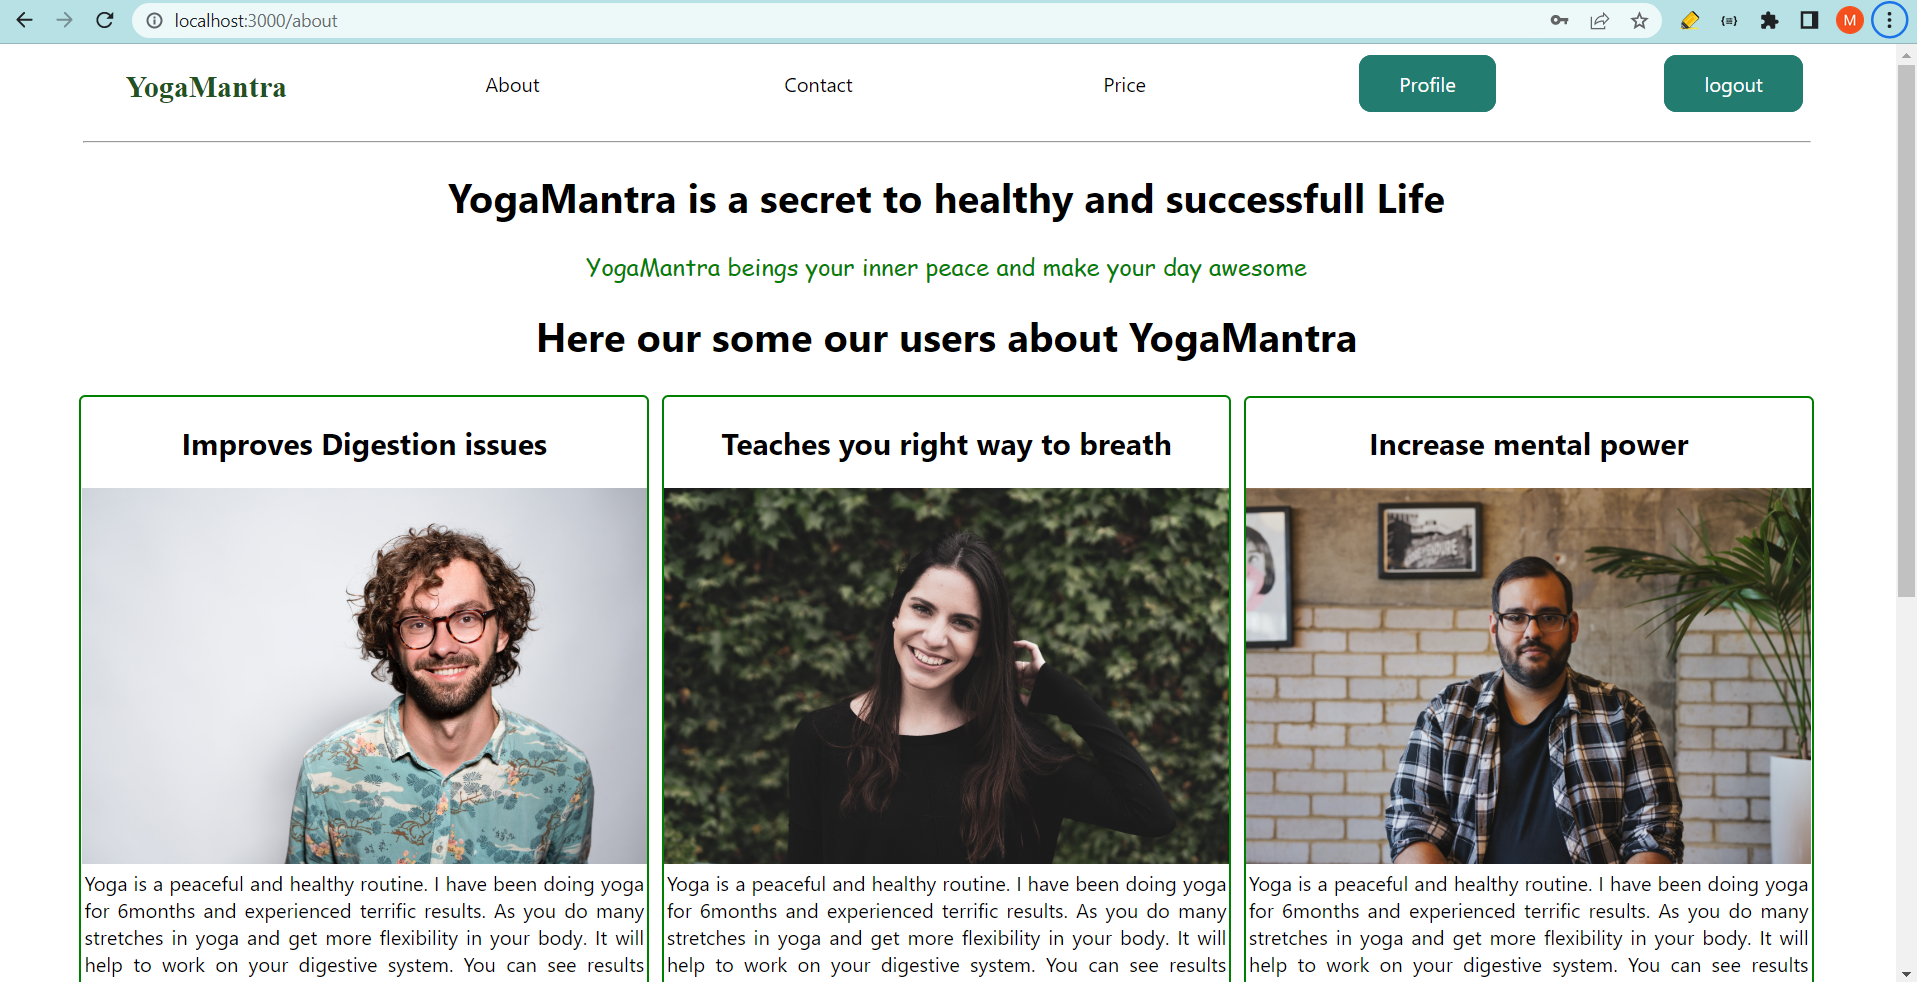 localhost:3000/about
M
YogaMantra
About
Contact
Price
Profile
logout
YogaMantra is a secret to healthy and successfull Life
YogaMantra beings your inner peace and make your day awesome
Here our some our users about YogaMantra
Improves Digestion issues
Teaches you right way to breath
Increase mental power
Yoga is a peaceful and healthy routine. I have been doing yoga
for 6months and experienced terrific results. As you do many
stretches in yoga and get more flexibility in your body. It will
help to work on your digestive system. You can see results
Yoga is a peaceful and healthy routine. I have been doing yoga
for 6months and experienced terrific results. As you do many
stretches in yoga and get more flexibility in your body. It will
help to work on your digestive system. You can see results
Yoga is a peaceful and healthy routine. I have been doing yoga
for 6months and experienced terrific results. As you do many
stretches in yoga and get more flexibility in your body. It will
help to work on your digestive system. You can see results